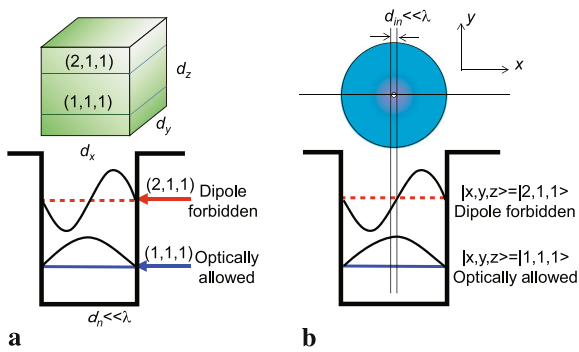 (2,1,1)
(1,1,1)
d_z
d_y
d_x
(2,1,1)
Dipole
forbidden
(1,1,1)
Optically
allowed
d_n<<λ
a
d_in<<λ
y
x
|x,y,z>=|2,1,1>
Dipole forbidden
|x,y,z>=|1,1,1>
Optically allowed
b